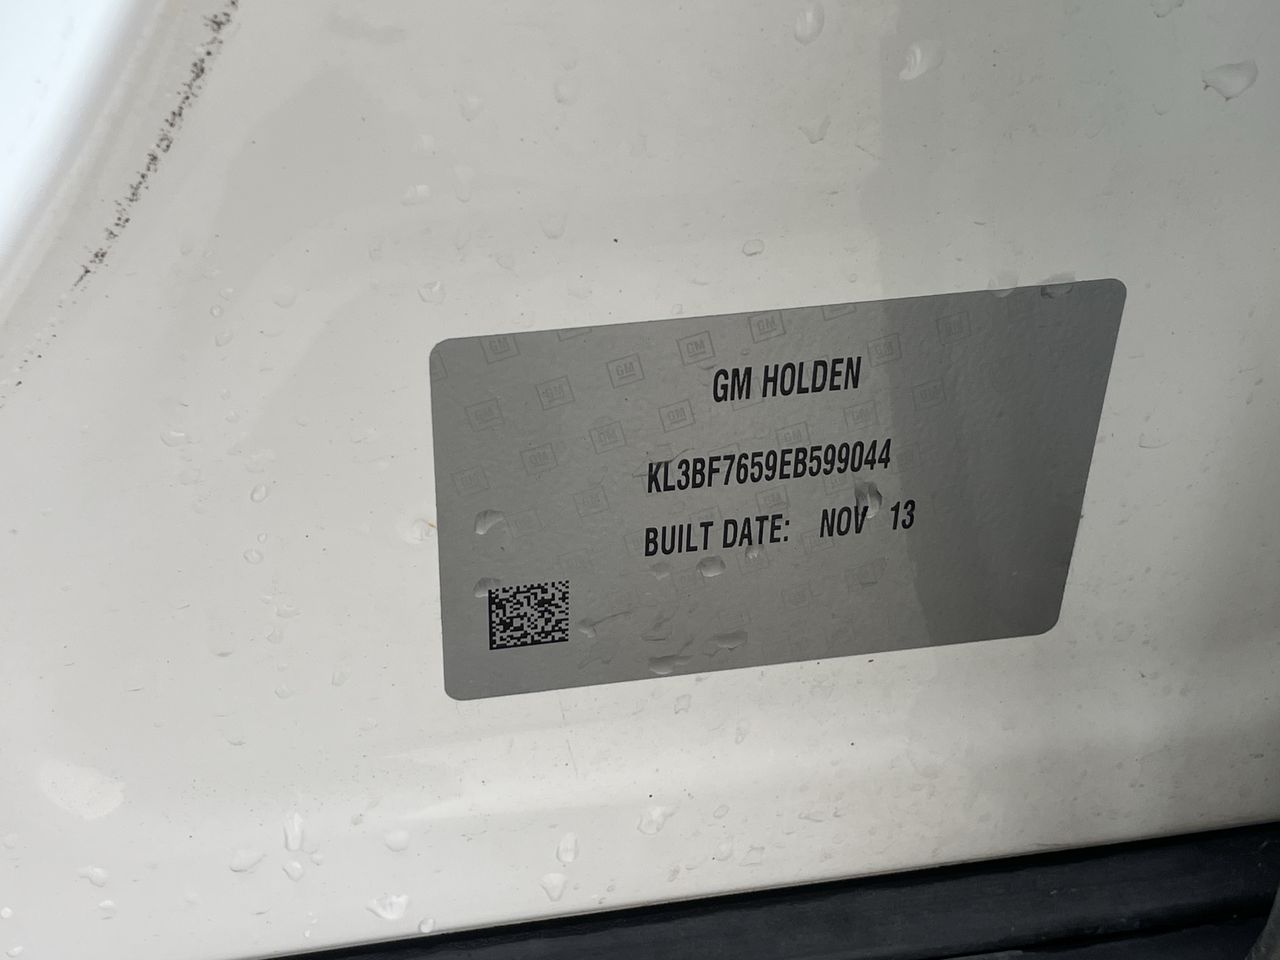 GM HOLDEN
KL3BF7659EB599044
BUILT DATE: NOV 13